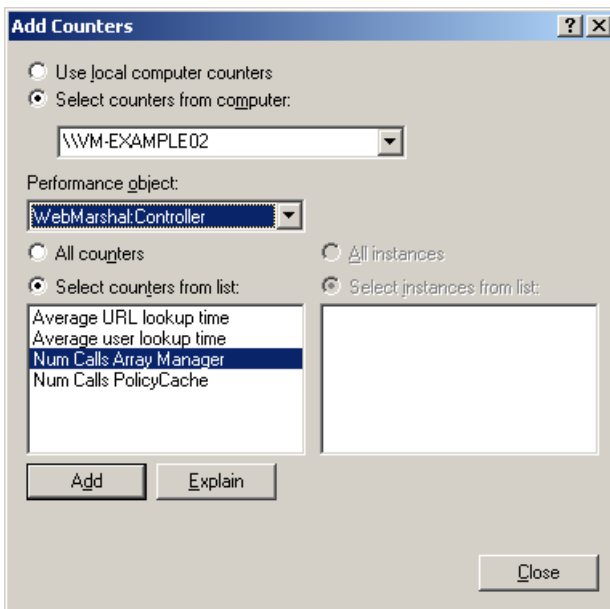 Add Counters
Use local computer counters
Select counters from computer:
\\VM-EXAMPLE02
Performance object:
WebMarshal:Controller
All counters
All instances
Select counters from list:
Select instances from list:
Average URL lookup time
Average user lookup time
Num Calls Array Manager
Num Calls PolicyCache
Add
Explain
Close